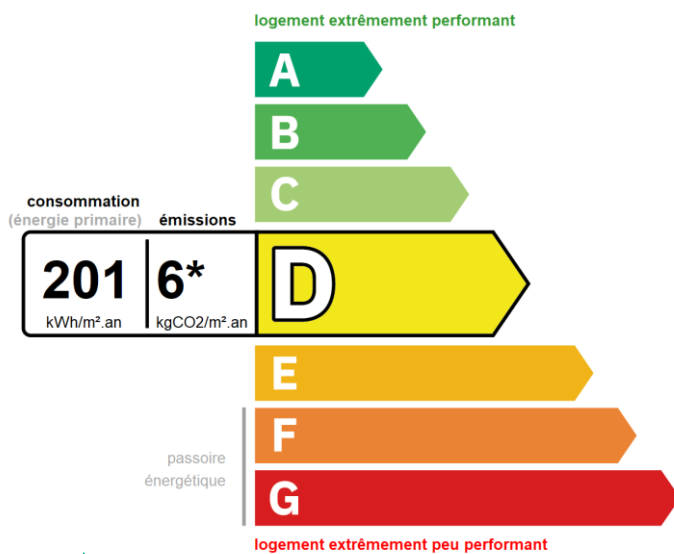 logement extrêmement performant
A
B
C
consommation
(énergie primaire) émissions
201 6* D
kWh/m².an kgCO2/m².an
E
F
passoire
énergétique
G
logement extrêmement peu performant